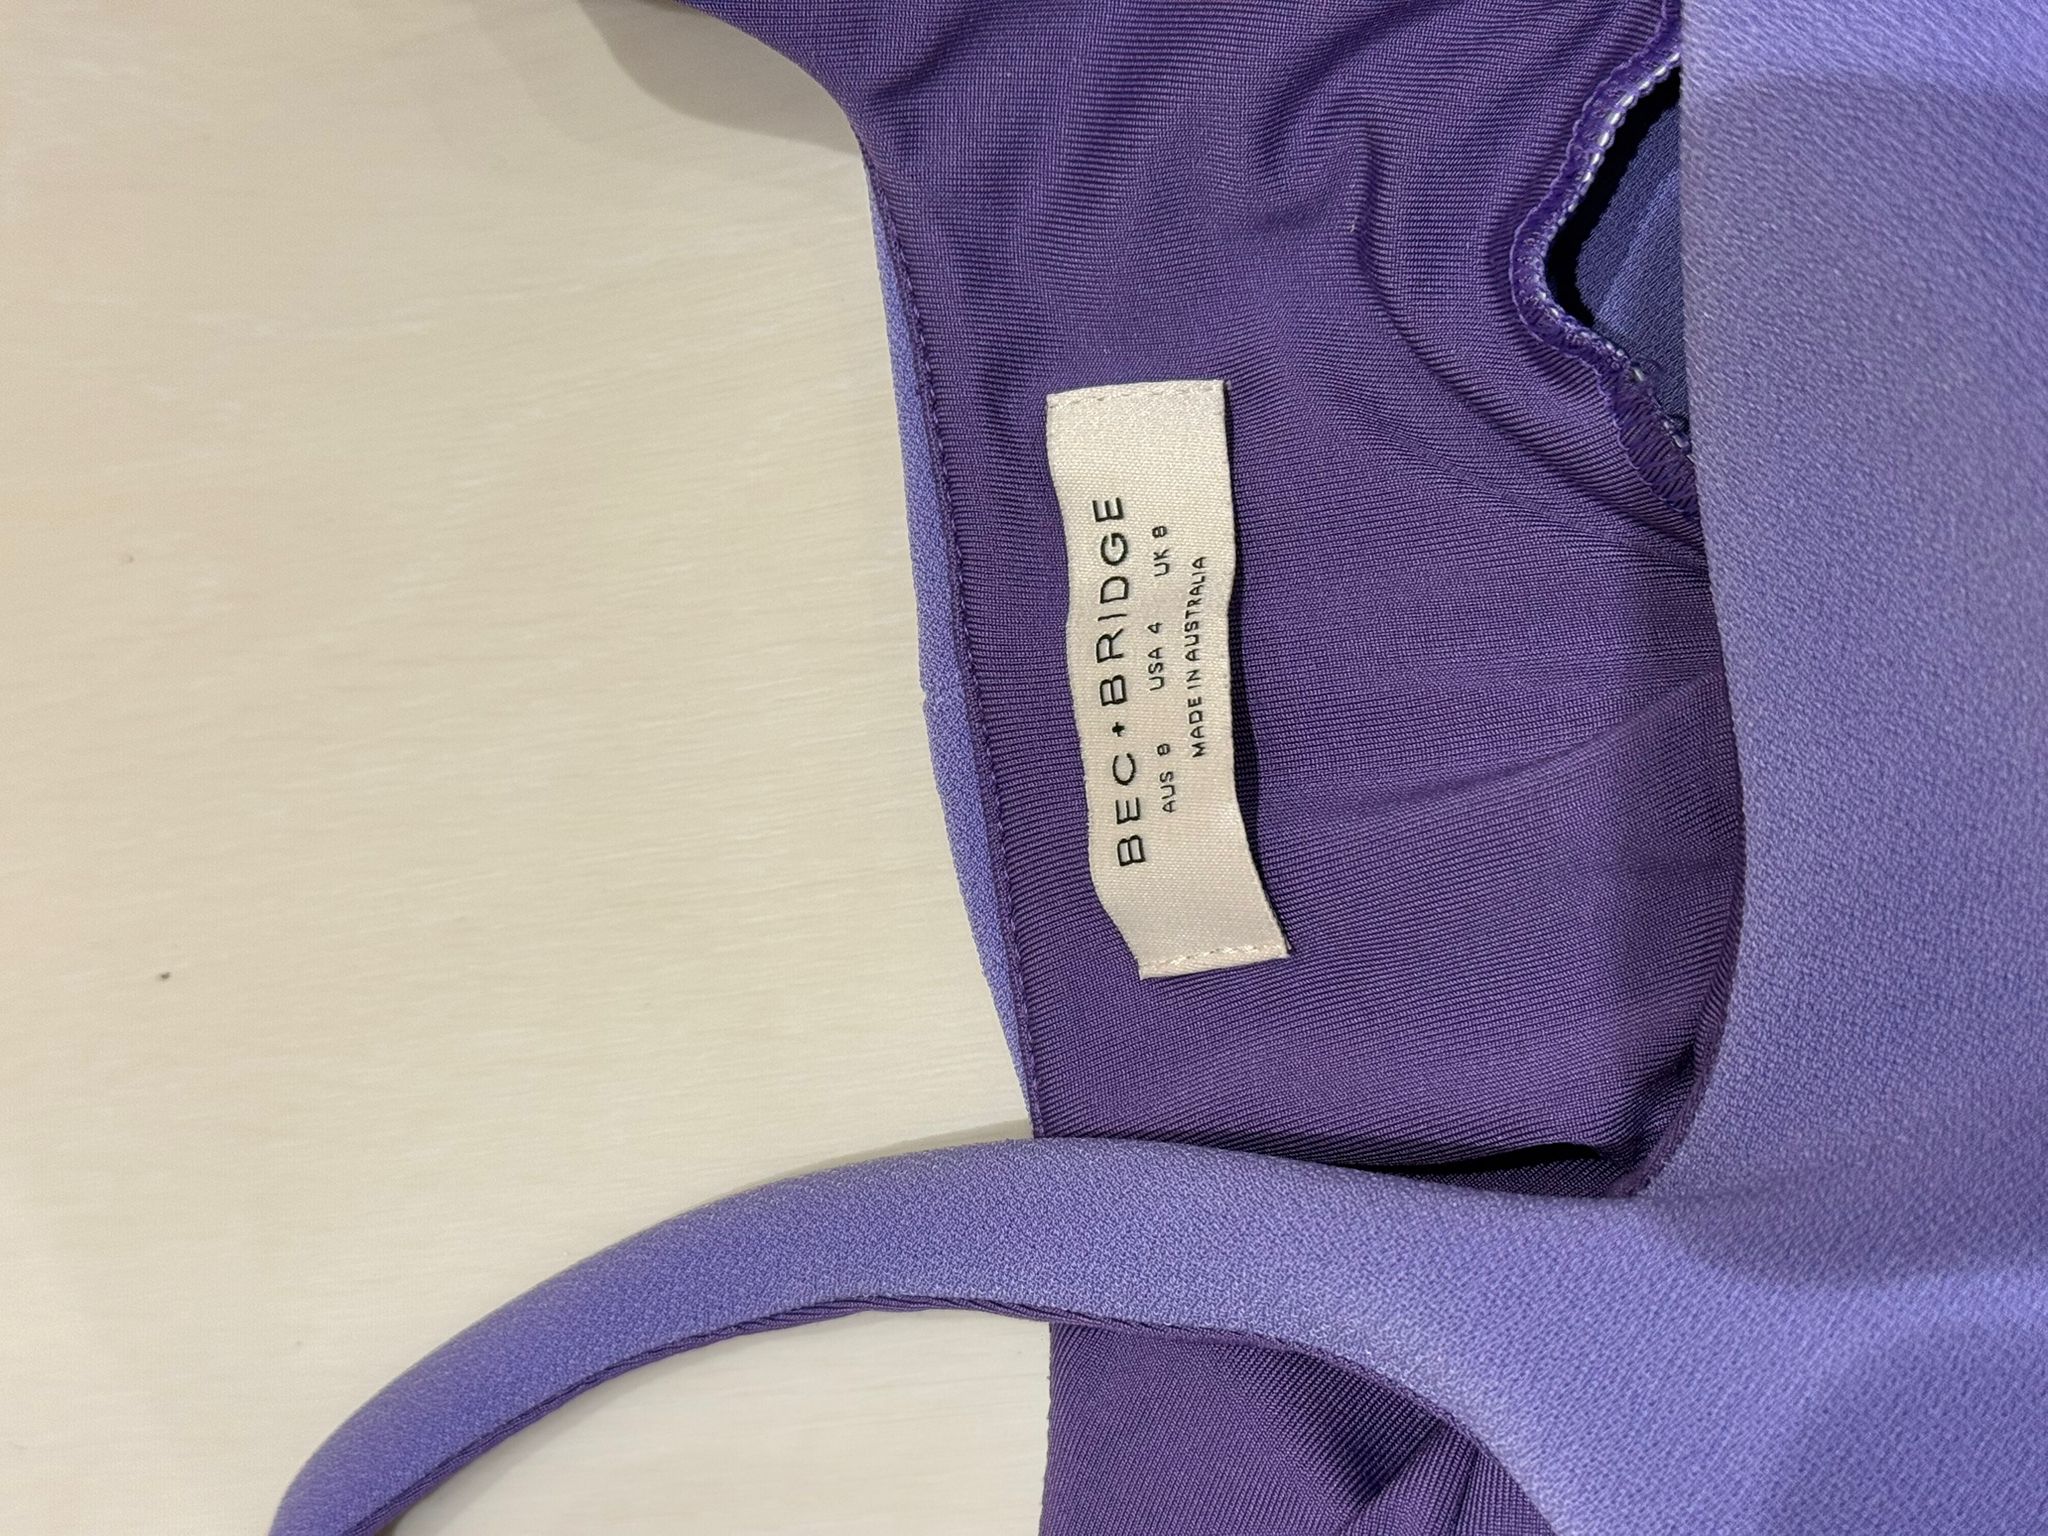 BEC + BRIDGE
AUS 8 USA 4 UK 8
MADE IN AUSTRALIA